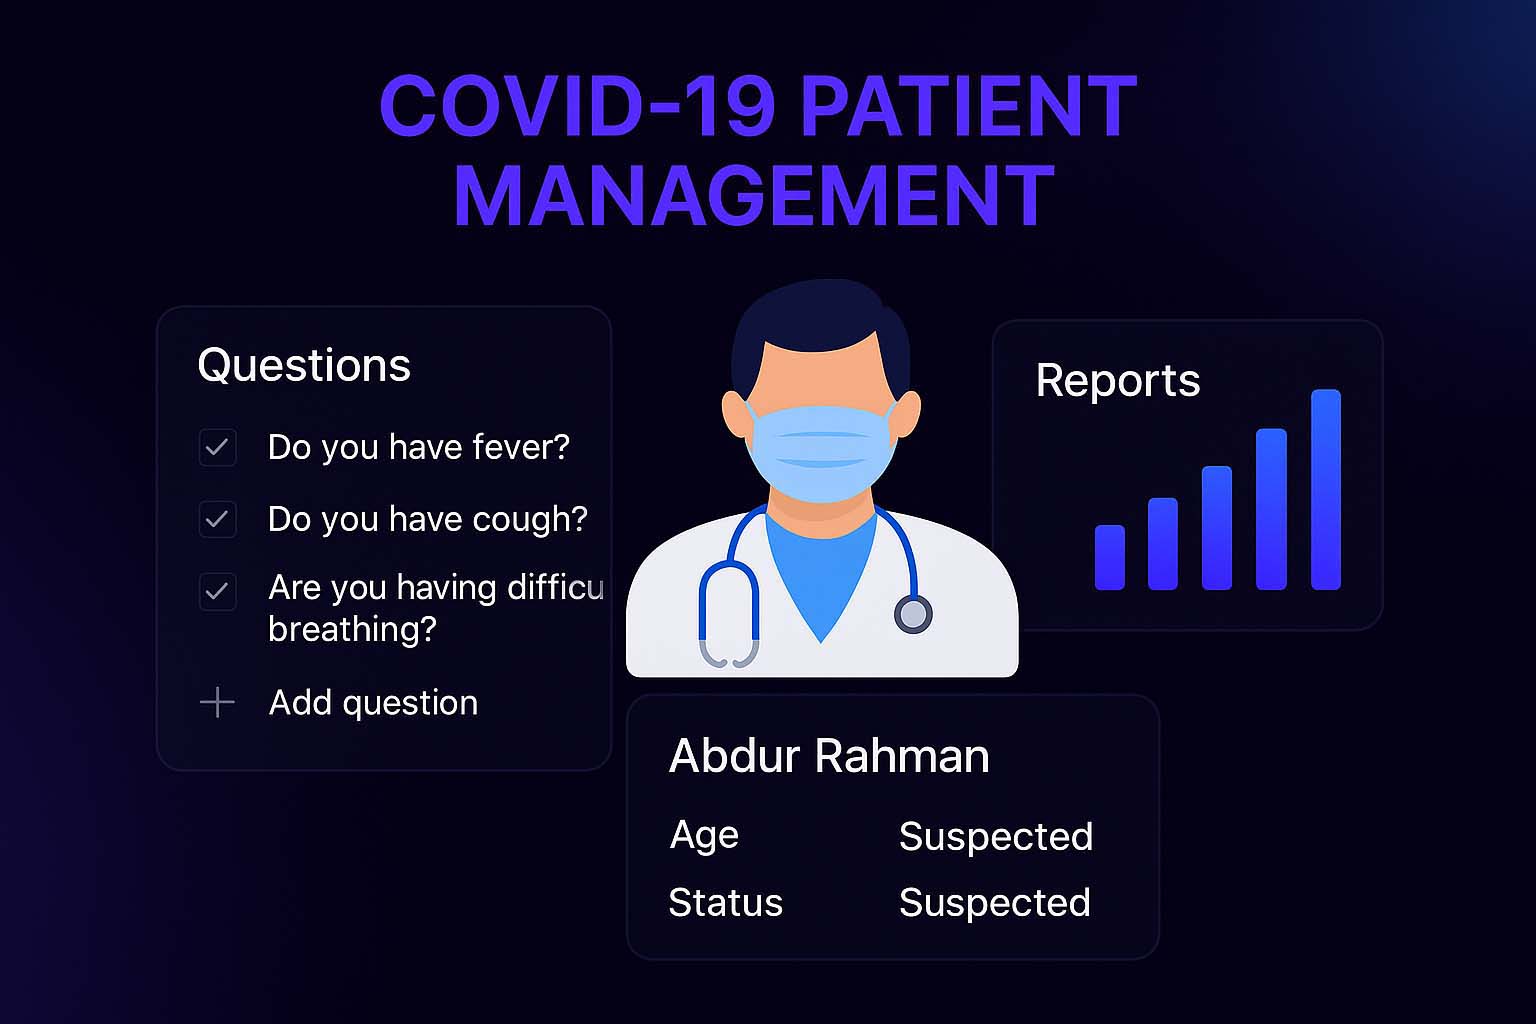 COVID-19 PATIENT
MANAGEMENT
Questions
Do you have fever?
Do you have cough?
Are you having difficu
breathing?
Add question
Reports
Abdur Rahman
Age Suspected
Status Suspected